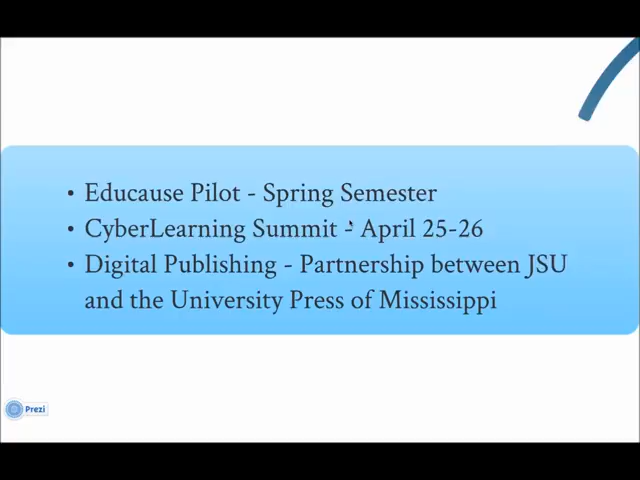 • Educause Pilot - Spring Semester
• CyberLearning Summit - April 25-26
• Digital Publishing - Partnership between JSU
and the University Press of Mississippi
Prezi